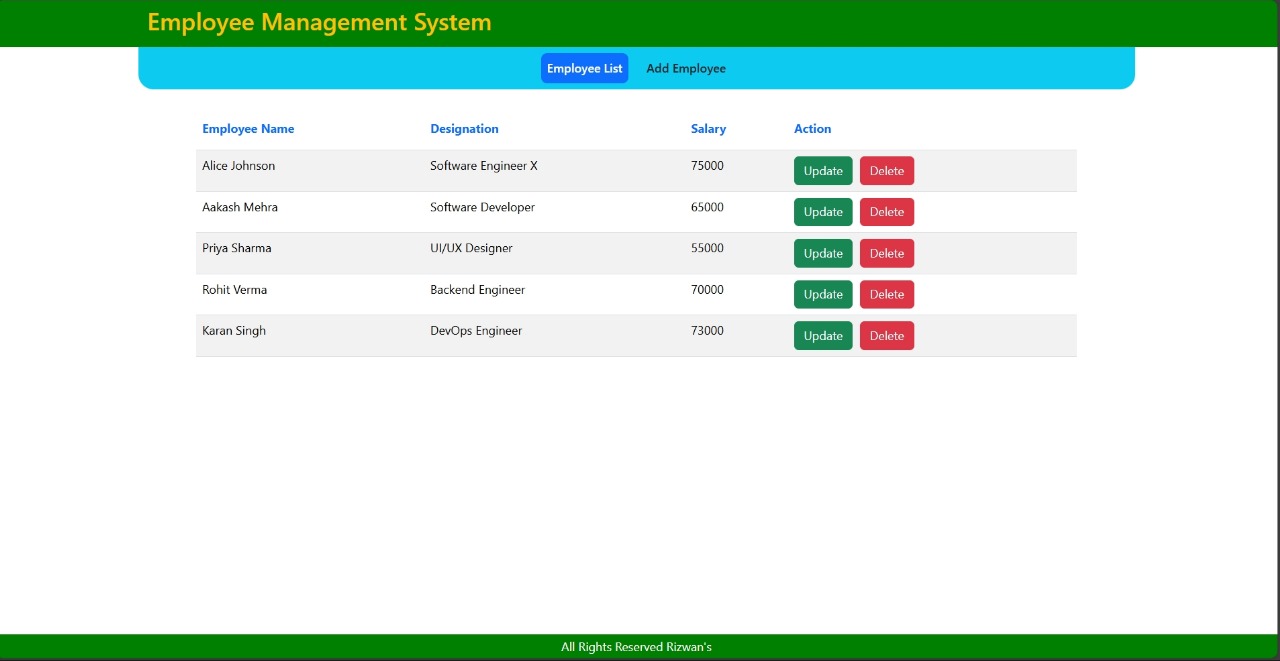 Employee Management System
Employee List Add Employee
Employee Name Designation Salary Action
Alice Johnson Software Engineer X 75000 Update Delete
Aakash Mehra Software Developer 65000 Update Delete
Priya Sharma UI/UX Designer 55000 Update Delete
Rohit Verma Backend Engineer 70000 Update Delete
Karan Singh DevOps Engineer 73000 Update Delete
All Rights Reserved Rizwan's